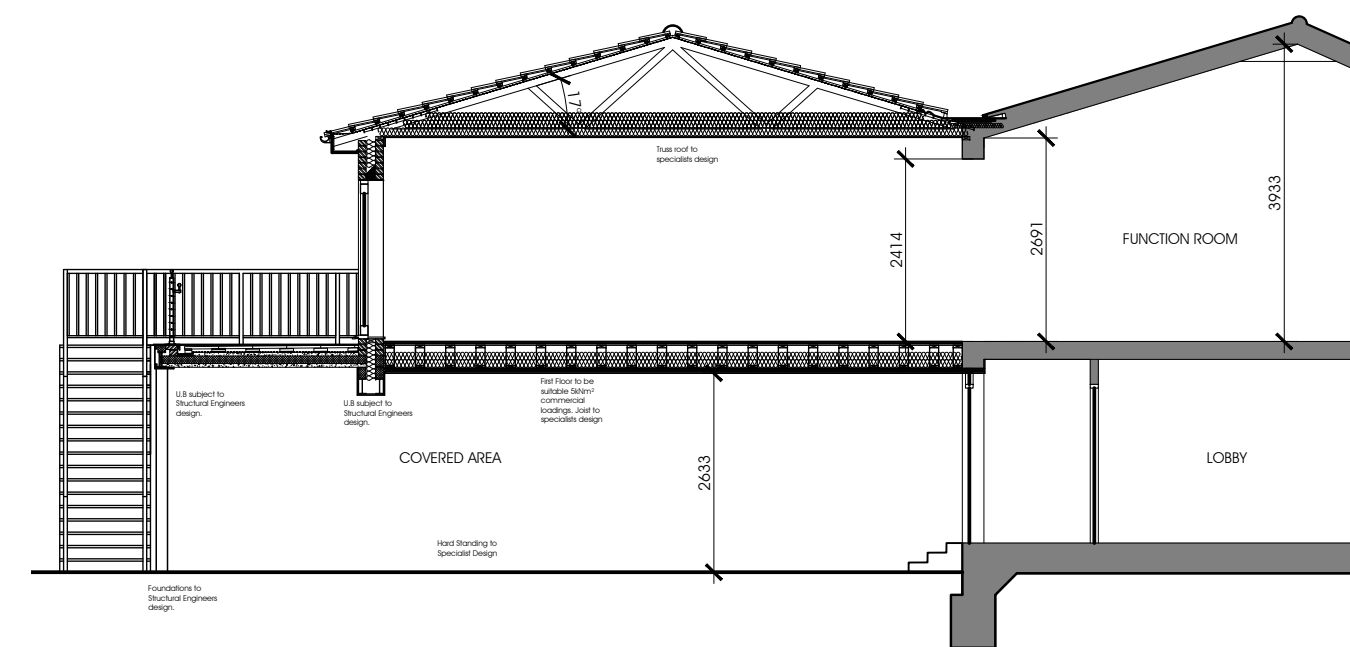 17°
Truss roof to
specialists design
2414
2691
3933
FUNCTION ROOM
U.B subject to
Structural Engineers
design.
U.B subject to
Structural Engineers
design.
First Floor to be
suitable 5kNm²
commercial
loadings. Joist to
specialists design
COVERED AREA
2633
LOBBY
Hard Standing to
Specialist Design
Foundations to
Structural Engineers
design.